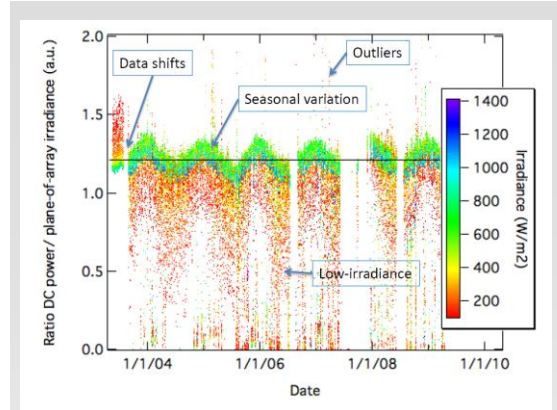 2.0
1.5
1.0
0.5
0.0
Ratio DC power/ plane-of-array irradiance (a.u.)
Data shifts
Outliers
Seasonal variation
Low-irradiance
1400
1200
1000
800
600
400
200
Irradiance (W/m2)
1/1/04
1/1/06
1/1/08
1/1/10
Date